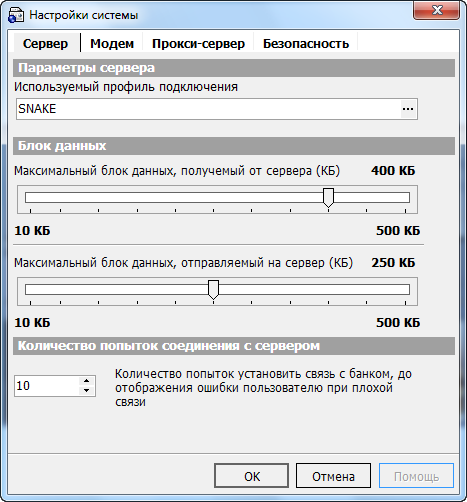 Настройки системы
Сервер Модем Прокси-сервер Безопасность
Параметры сервера
Используемый профиль подключения
SNAKE ...
Блок данных
Максимальный блок данных, получемый от сервера (КБ) 400 КБ
10 КБ 500 КБ
Максимальный блок данных, отправляемый на сервер (КБ) 250 КБ
10 КБ 500 КБ
Количество попыток соединения с сервером
10
Количество попыток установить связь с банком, до
отображения ошибки пользователю при плохой
связи
ОК Отмена Помощь